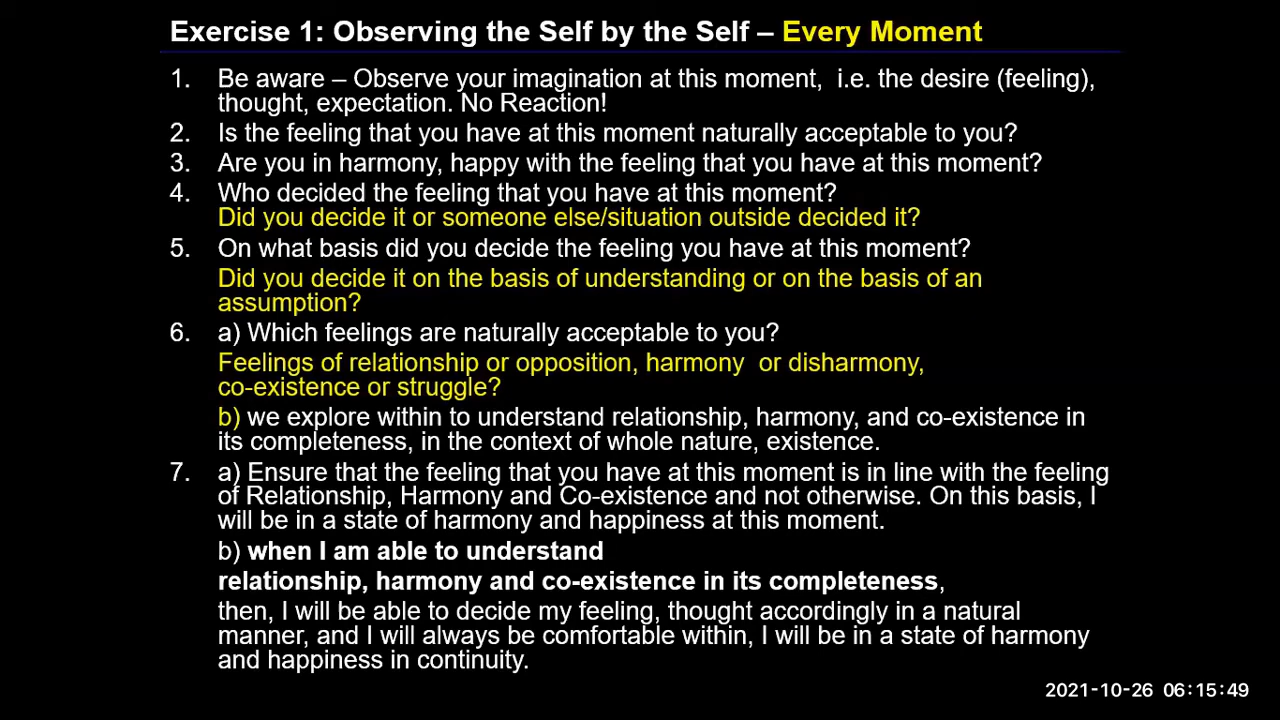 Exercise 1: Observing the Self by the Self – Every Moment
1. Be aware – Observe your imagination at this moment, i.e. the desire (feeling),
thought, expectation. No Reaction!
2. Is the feeling that you have at this moment naturally acceptable to you?
3. Are you in harmony, happy with the feeling that you have at this moment?
4. Who decided the feeling that you have at this moment?
Did you decide it or someone else/situation outside decided it?
5. On what basis did you decide the feeling you have at this moment?
Did you decide it on the basis of understanding or on the basis of an
assumption?
6. a) Which feelings are naturally acceptable to you?
Feelings of relationship or opposition, harmony or disharmony,
co-existence or struggle?
b) we explore within to understand relationship, harmony, and co-existence in
its completeness, in the context of whole nature, existence.
7. a) Ensure that the feeling that you have at this moment is in line with the feeling
of Relationship, Harmony and Co-existence and not otherwise. On this basis, I
will be in a state of harmony and happiness at this moment.
b) when I am able to understand
relationship, harmony and co-existence in its completeness,
then, I will be able to decide my feeling, thought accordingly in a natural
manner, and I will always be comfortable within, I will be in a state of harmony
and happiness in continuity.
2021-10-26 06:15:49